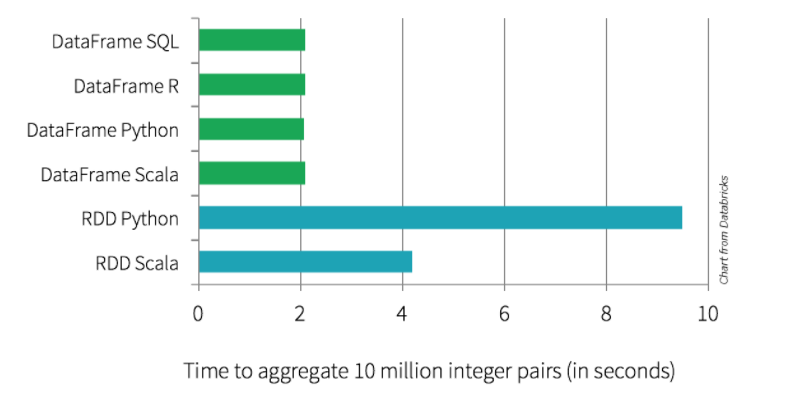 DataFrame SQL
DataFrame R
DataFrame Python
DataFrame Scala
RDD Python
RDD Scala
0 2 4 6 8 10
Time to aggregate 10 million integer pairs (in seconds)
Chart from Databricks